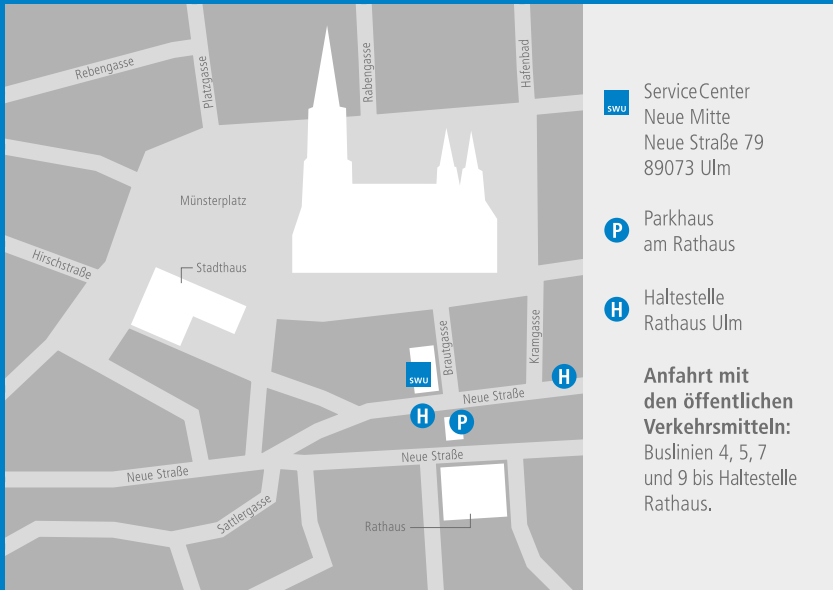 Rebengasse
Platzgasse
Rabengasse
Hafenbad
Münsterplatz
Hirschstraße
Stadthaus
Brautgasse
Kramgasse
SWU
H
Neue Straße
H
P
Neue Straße
Neue Straße
Sattlergasse
Rathaus
SWU
ServiceCenter
Neue Mitte
Neue Straße 79
89073 Ulm
P
Parkhaus
am Rathaus
H
Haltestelle
Rathaus Ulm
Anfahrt mit
den öffentlichen
Verkehrsmitteln:
Buslinien 4, 5, 7
und 9 bis Haltestelle
Rathaus.